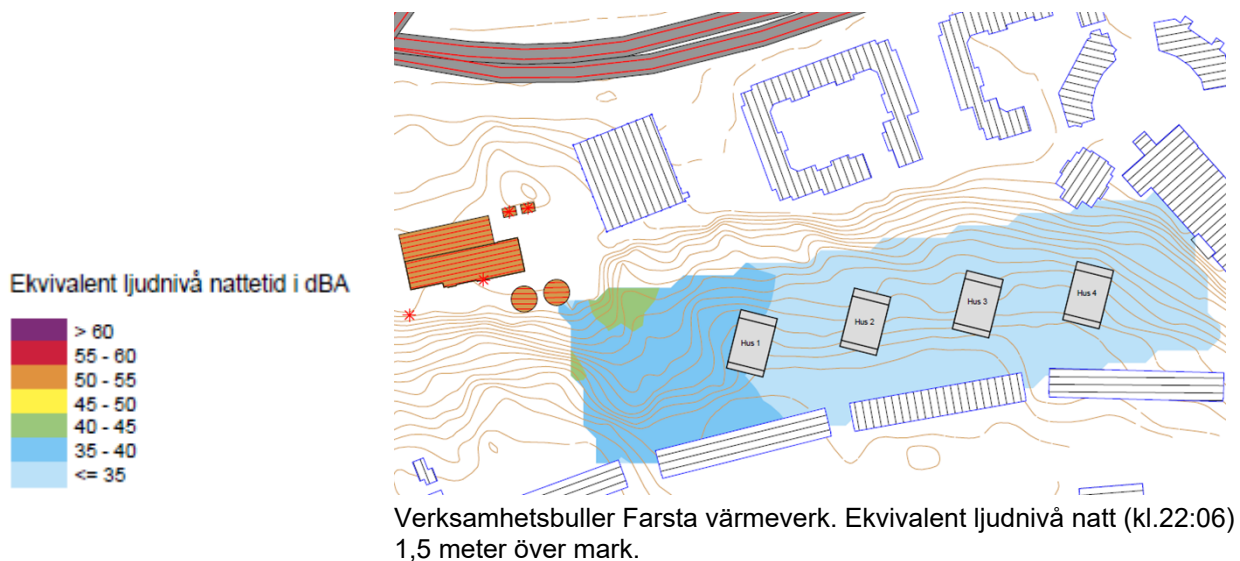 Ekvivalent ljudnivå nattetid i dBA
> 60
55 - 60
50 - 55
45 - 50
40 - 45
35 - 40
<= 35
Hus 1
Hus 2
Hus 3
Hus 4
Verksamhetsbuller Farsta värmeverk. Ekvivalent ljudnivå natt (kl.22:06)
1,5 meter över mark.